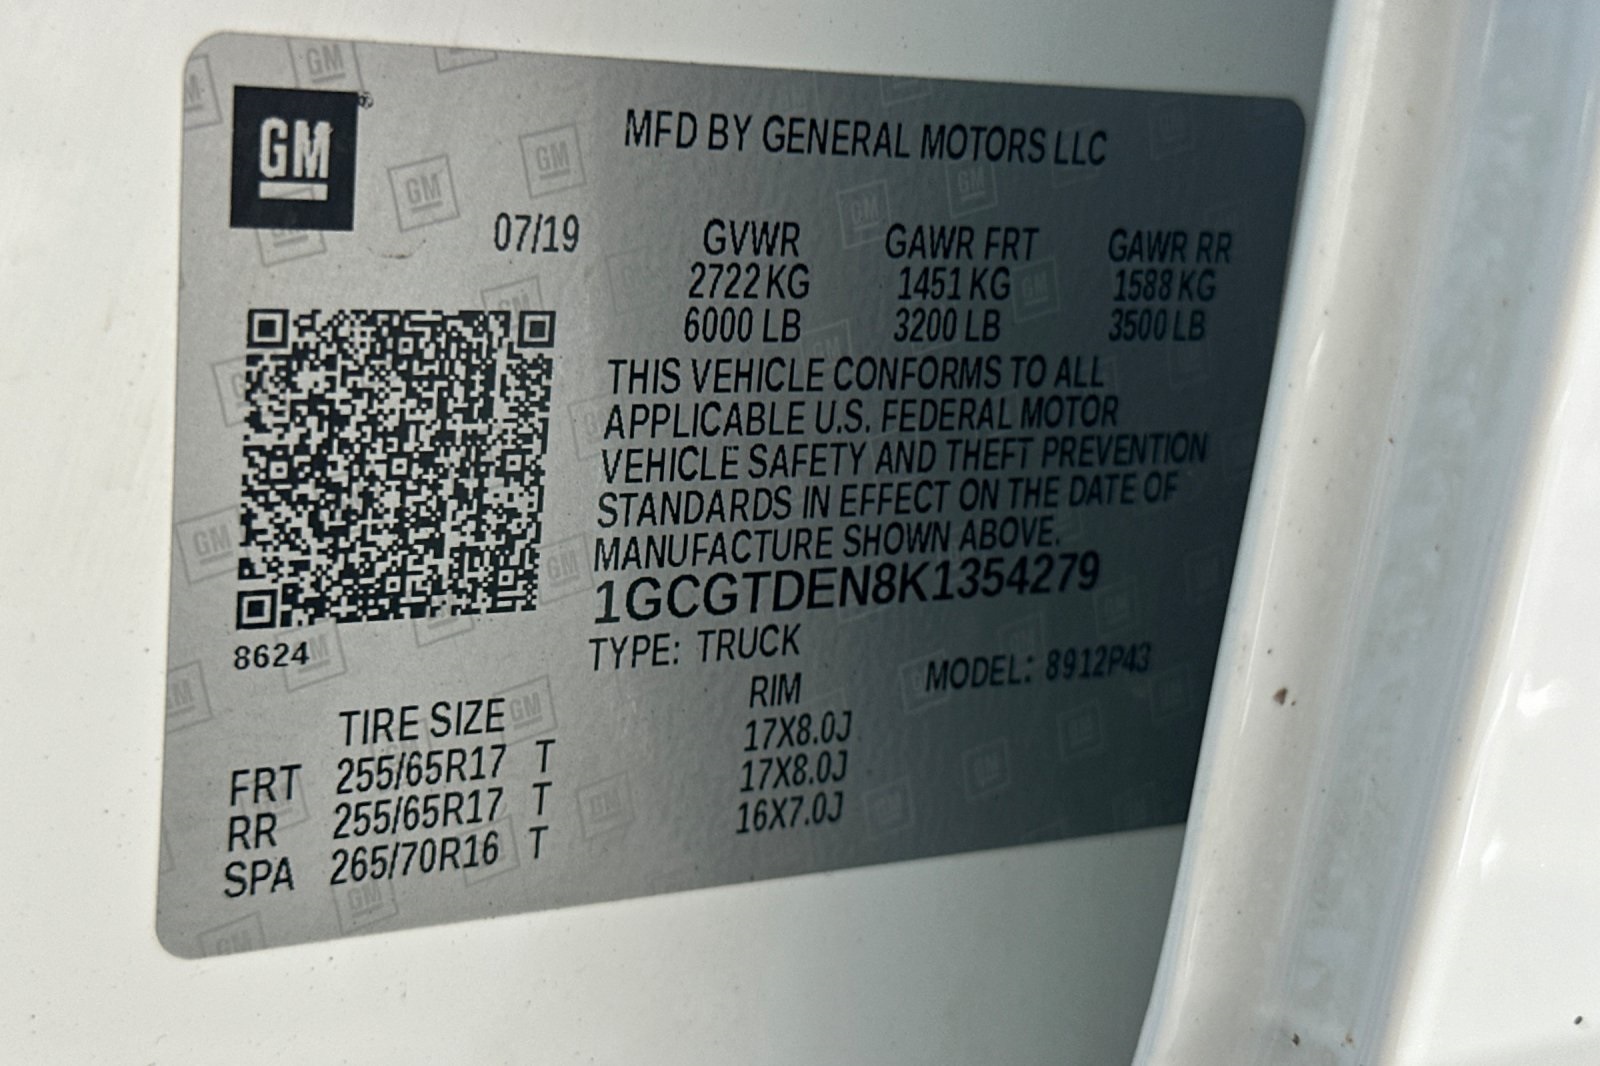 GM
MFD BY GENERAL MOTORS LLC
07/19 GVWR GAWR FRT GAWR RR
2722 KG 1451 KG 1588 KG
6000 LB 3200 LB 3500 LB
THIS VEHICLE CONFORMS TO ALL
APPLICABLE U.S. FEDERAL MOTOR
VEHICLE SAFETY AND THEFT PREVENTION
STANDARDS IN EFFECT ON THE DATE OF
MANUFACTURE SHOWN ABOVE.
1GCGTDEN8K1354279
8624
TYPE: TRUCK MODEL: 8912P43
TIRE SIZE RIM
FRT 255/65R17 T 17X8.0J
RR 255/65R17 T 17X8.0J
SPA 265/70R16 T 16X7.0J